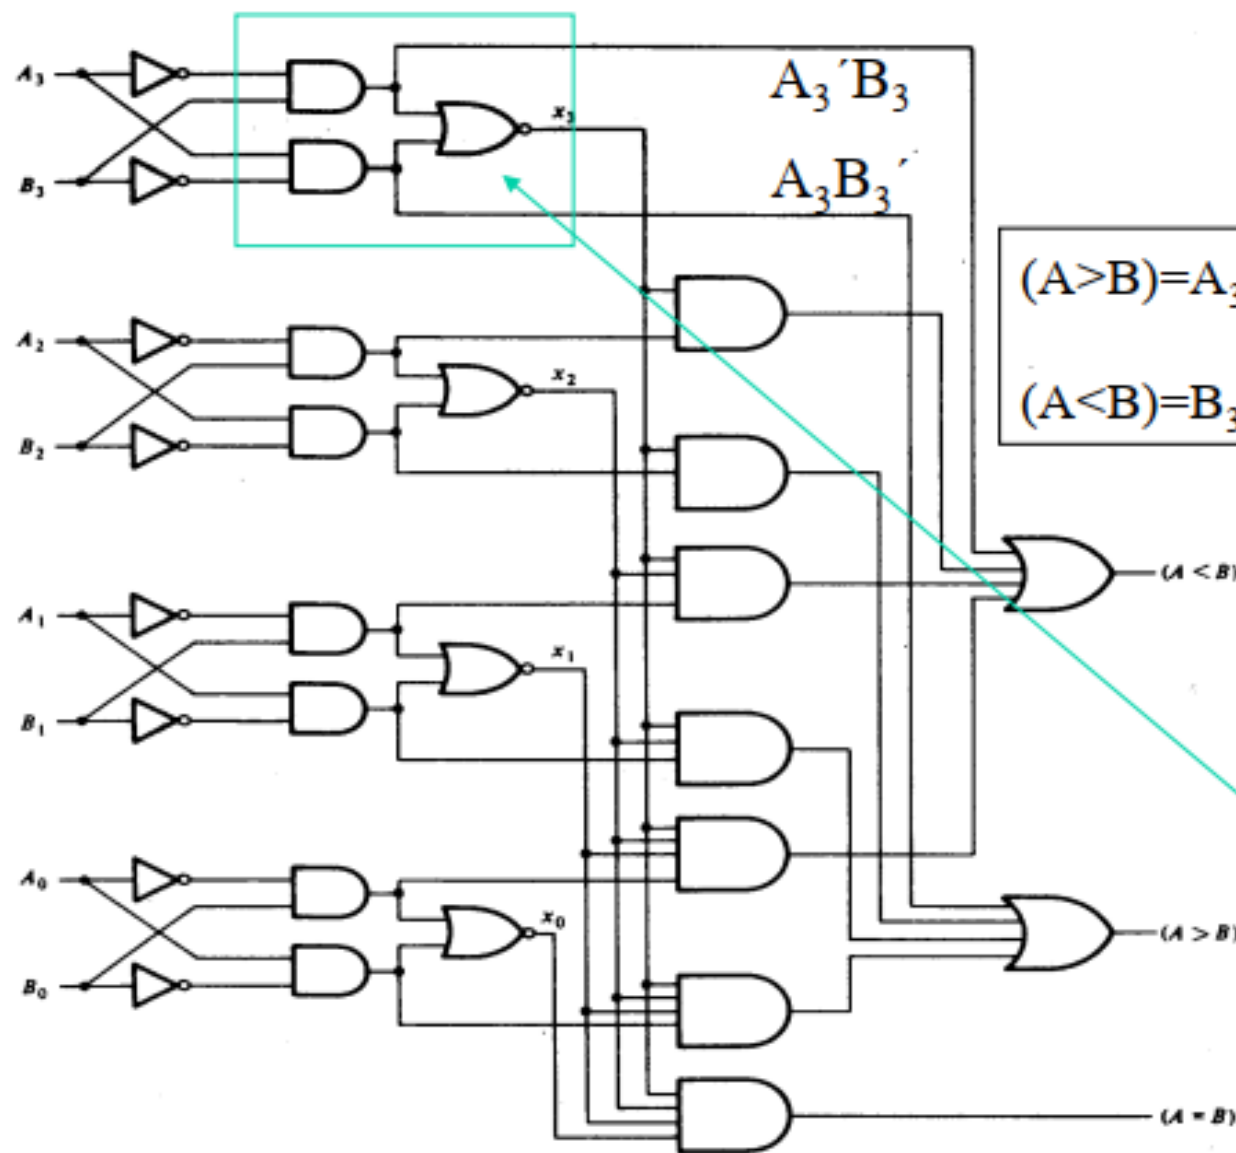 A₃
B₃
x₃
A₃´B₃
A₃B₃´
(A>B)=A₃
(A<B)=B₃
A₂
B₂
x₂
(A < B)
A₁
B₁
x₁
A₀
B₀
x₀
(A > B)
(A = B)